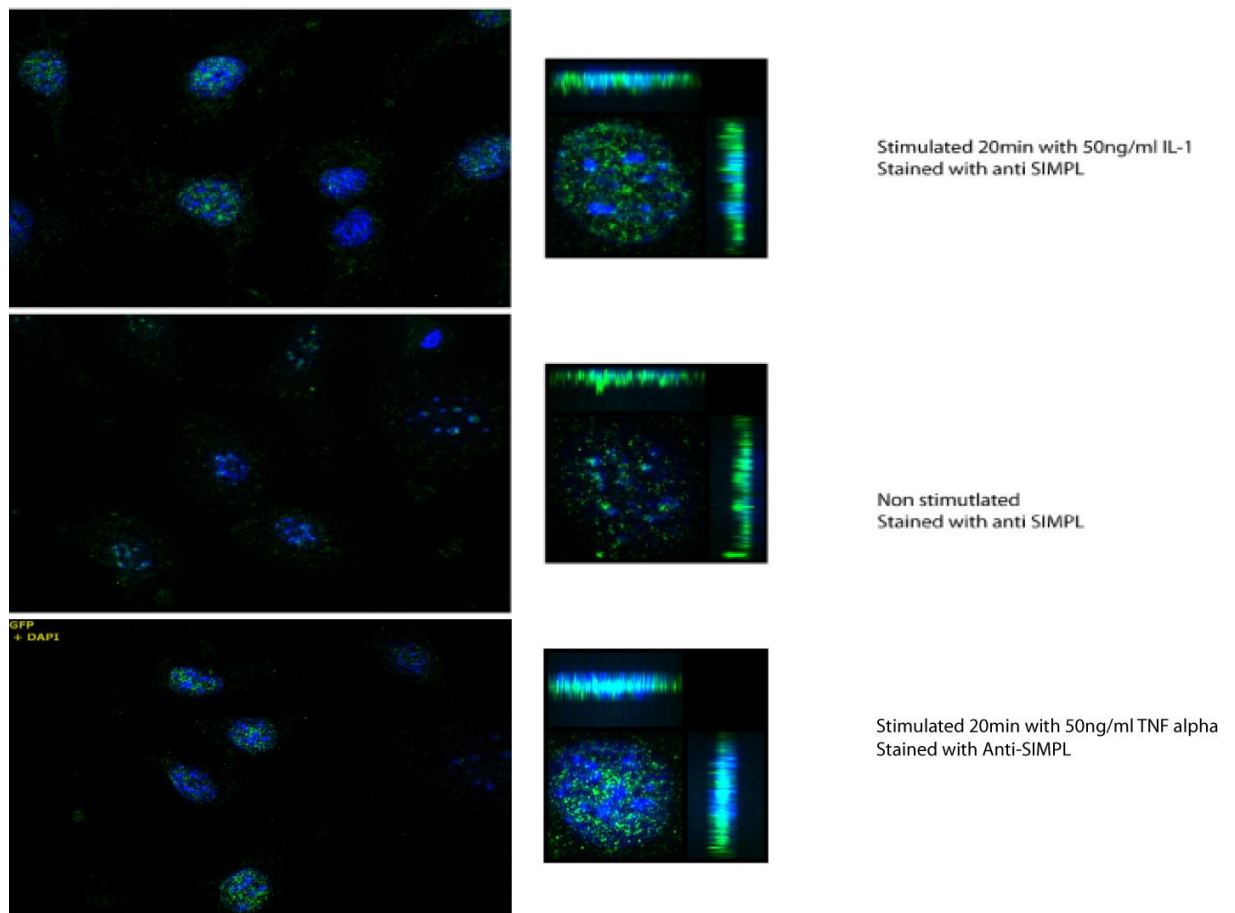 Stimulated 20min with 50ng/ml IL-1
Stained with anti SIMPL
Non stimutlated
Stained with anti SIMPL
GFP
+ DAPI
Stimulated 20min with 50ng/ml TNF alpha
Stained with Anti-SIMPL